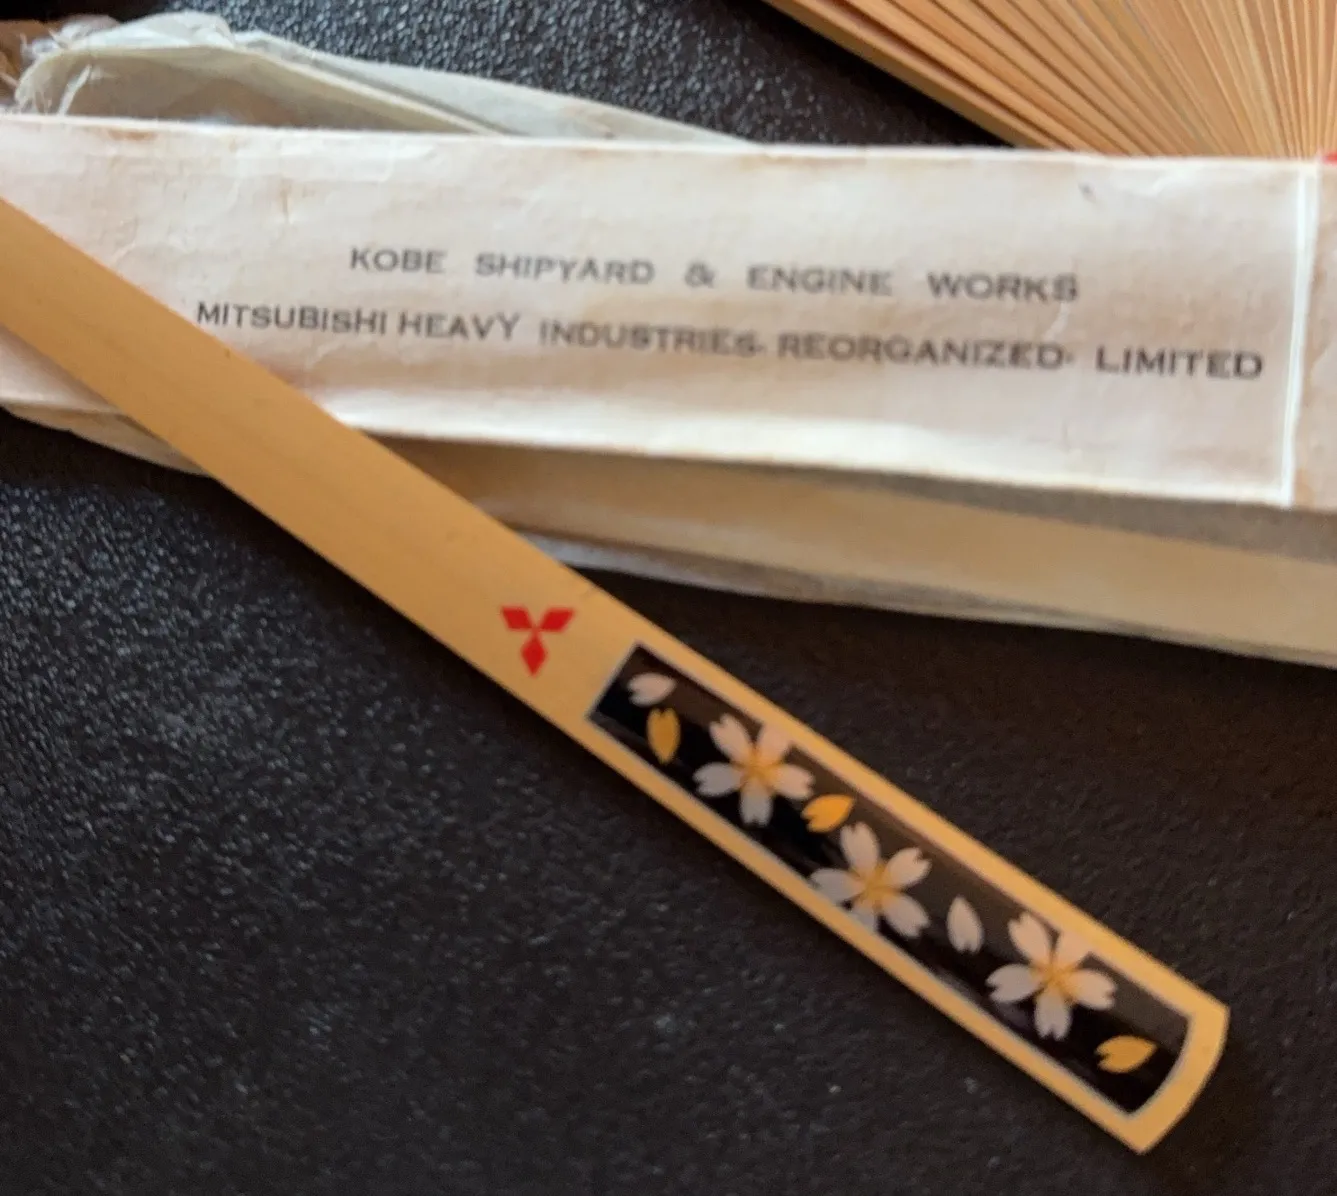 KOBE SHIPYARD & ENGINE WORKS
MITSUBISHI HEAVY INDUSTRIES· REORGANIZED· LIMITED